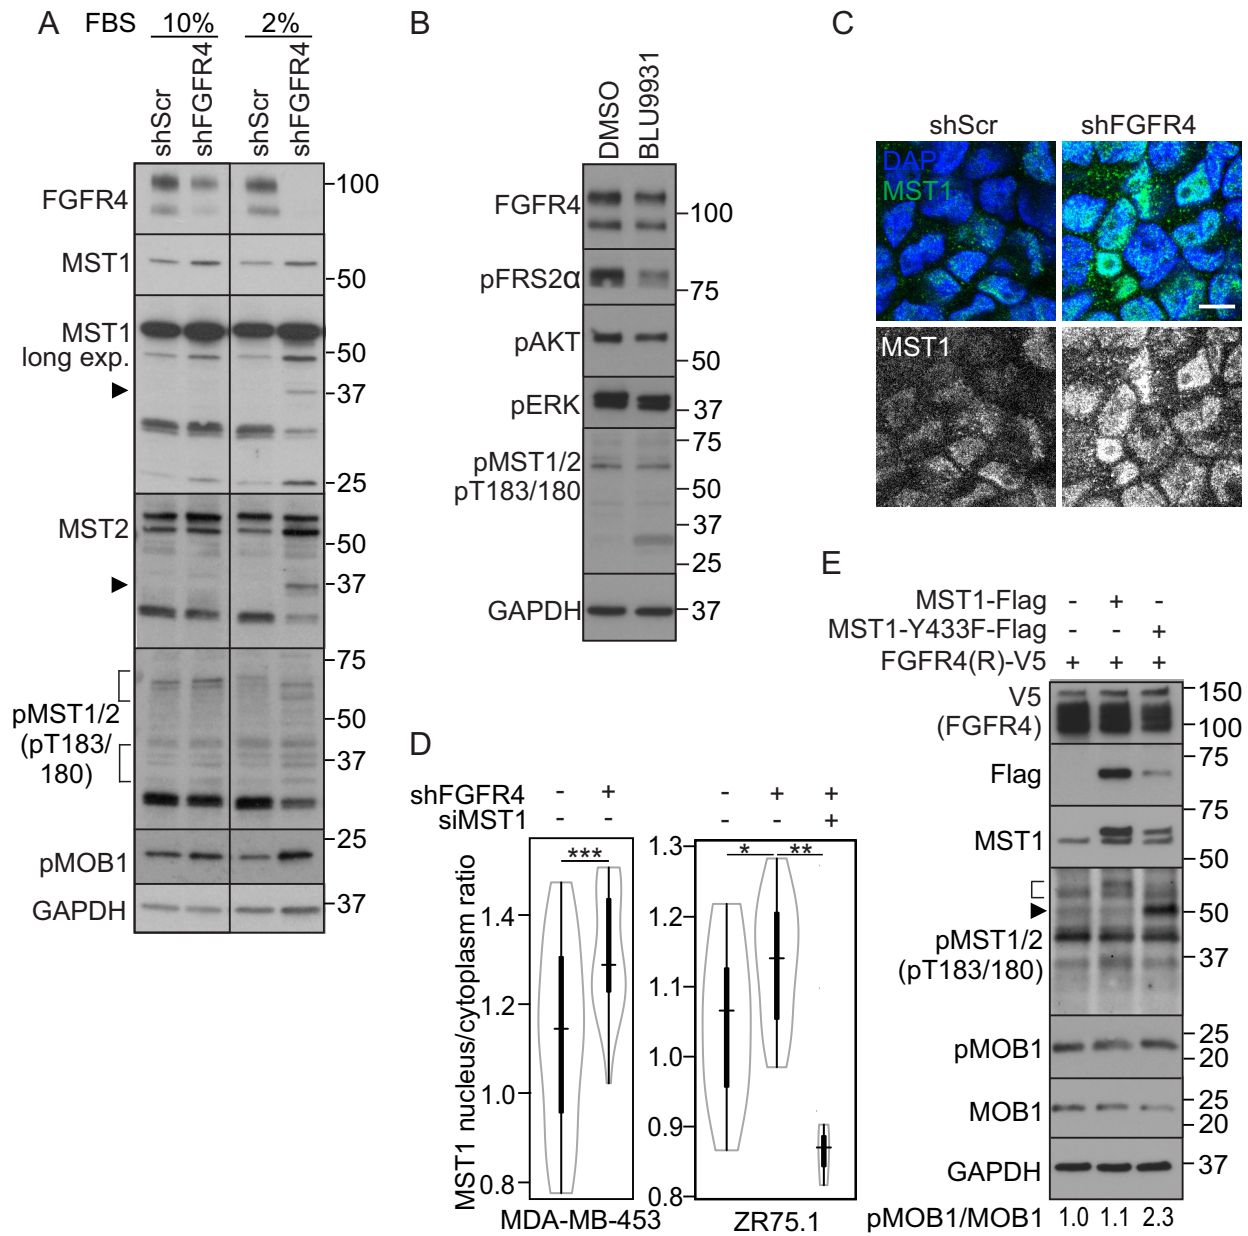 A
FBS 10% 2%
shScr shFGFR4 shScr shFGFR4
FGFR4 100
MST1 50
MST1
long exp. 50
37
25
MST2 50
37
75
pMST1/2 50
(pT183/
180) 37
pMOB1 25
GAPDH 37
B
DMSO BLU9931
FGFR4 100
pFRS2α 75
pAKT 50
pERK 37
75
pMST1/2
pT183/180 50
37
25
GAPDH 37
C
shScr shFGFR4
DAP
MST1
MST1
D
shFGFR4 - + - + +
siMST1 - - - - +
MST1 nucleus/cytoplasm ratio
1.4
1.2
1.0
0.8
***
MDA-MB-453
1.3
1.2
1.1
1.0
0.9
0.8
* **
ZR75.1
E
MST1-Flag - + -
MST1-Y433F-Flag - - +
FGFR4(R)-V5 + + +
V5 150
(FGFR4) 100
75
Flag
75
MST1
50
50
pMST1/2
(pT183/180) 37
pMOB1 25
20
MOB1 25
20
GAPDH 37
pMOB1/MOB1 1.0 1.1 2.3